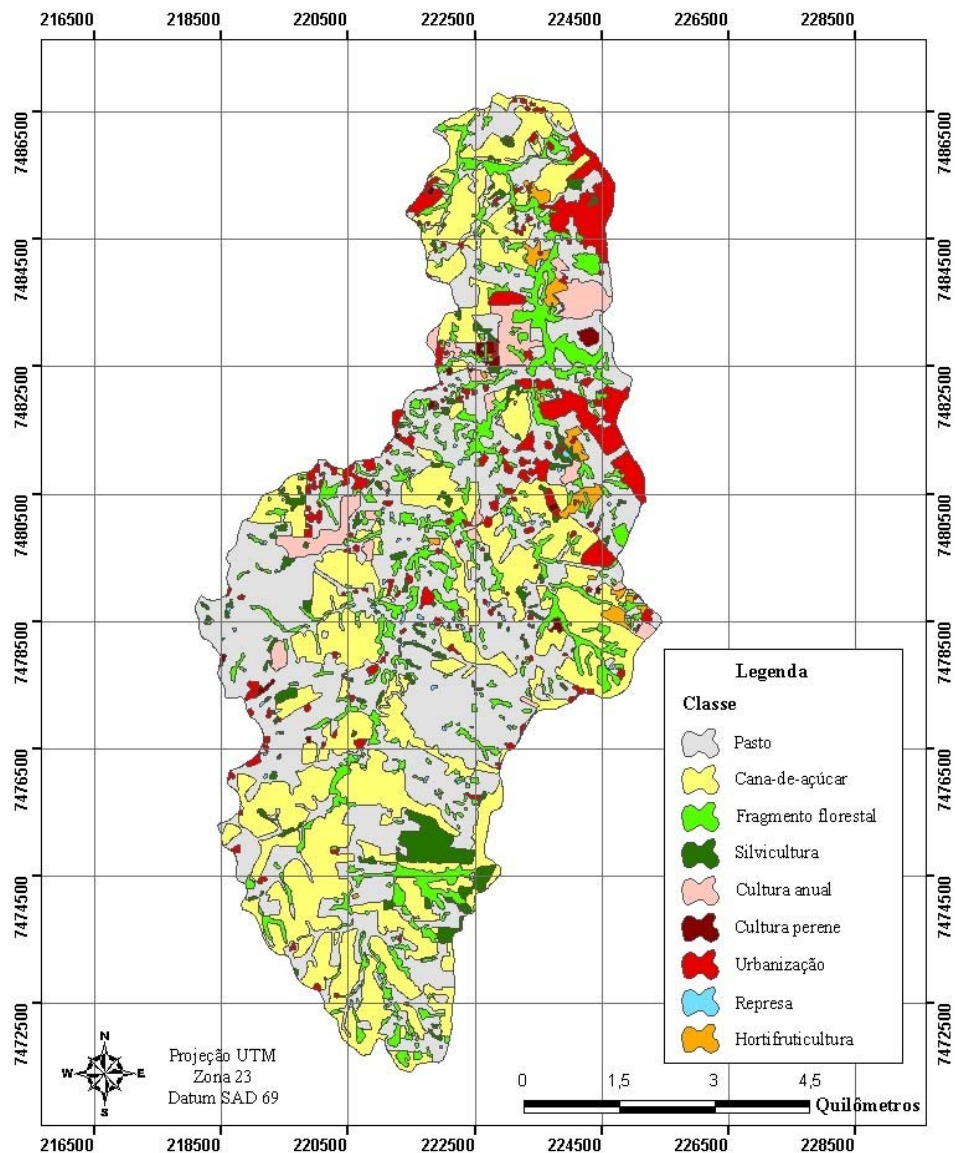 216500 218500 220500 222500 224500 226500 228500
7486500 7486500
7484500 7484500
7482500 7482500
7480500 7480500
7478500 7478500
7476500 7476500
7474500 7474500
7472500 7472500
Legenda
Classe
Pasto
Cana-de-açúcar
Fragmento florestal
Silvicultura
Cultura anual
Cultura perene
Urbanização
Represa
Hortifruticultura
N
W E
S
Projeção UTM
Zona 23
Datum SAD 69
0 1,5 3 4,5
Quilômetros
216500 218500 220500 222500 224500 226500 228500